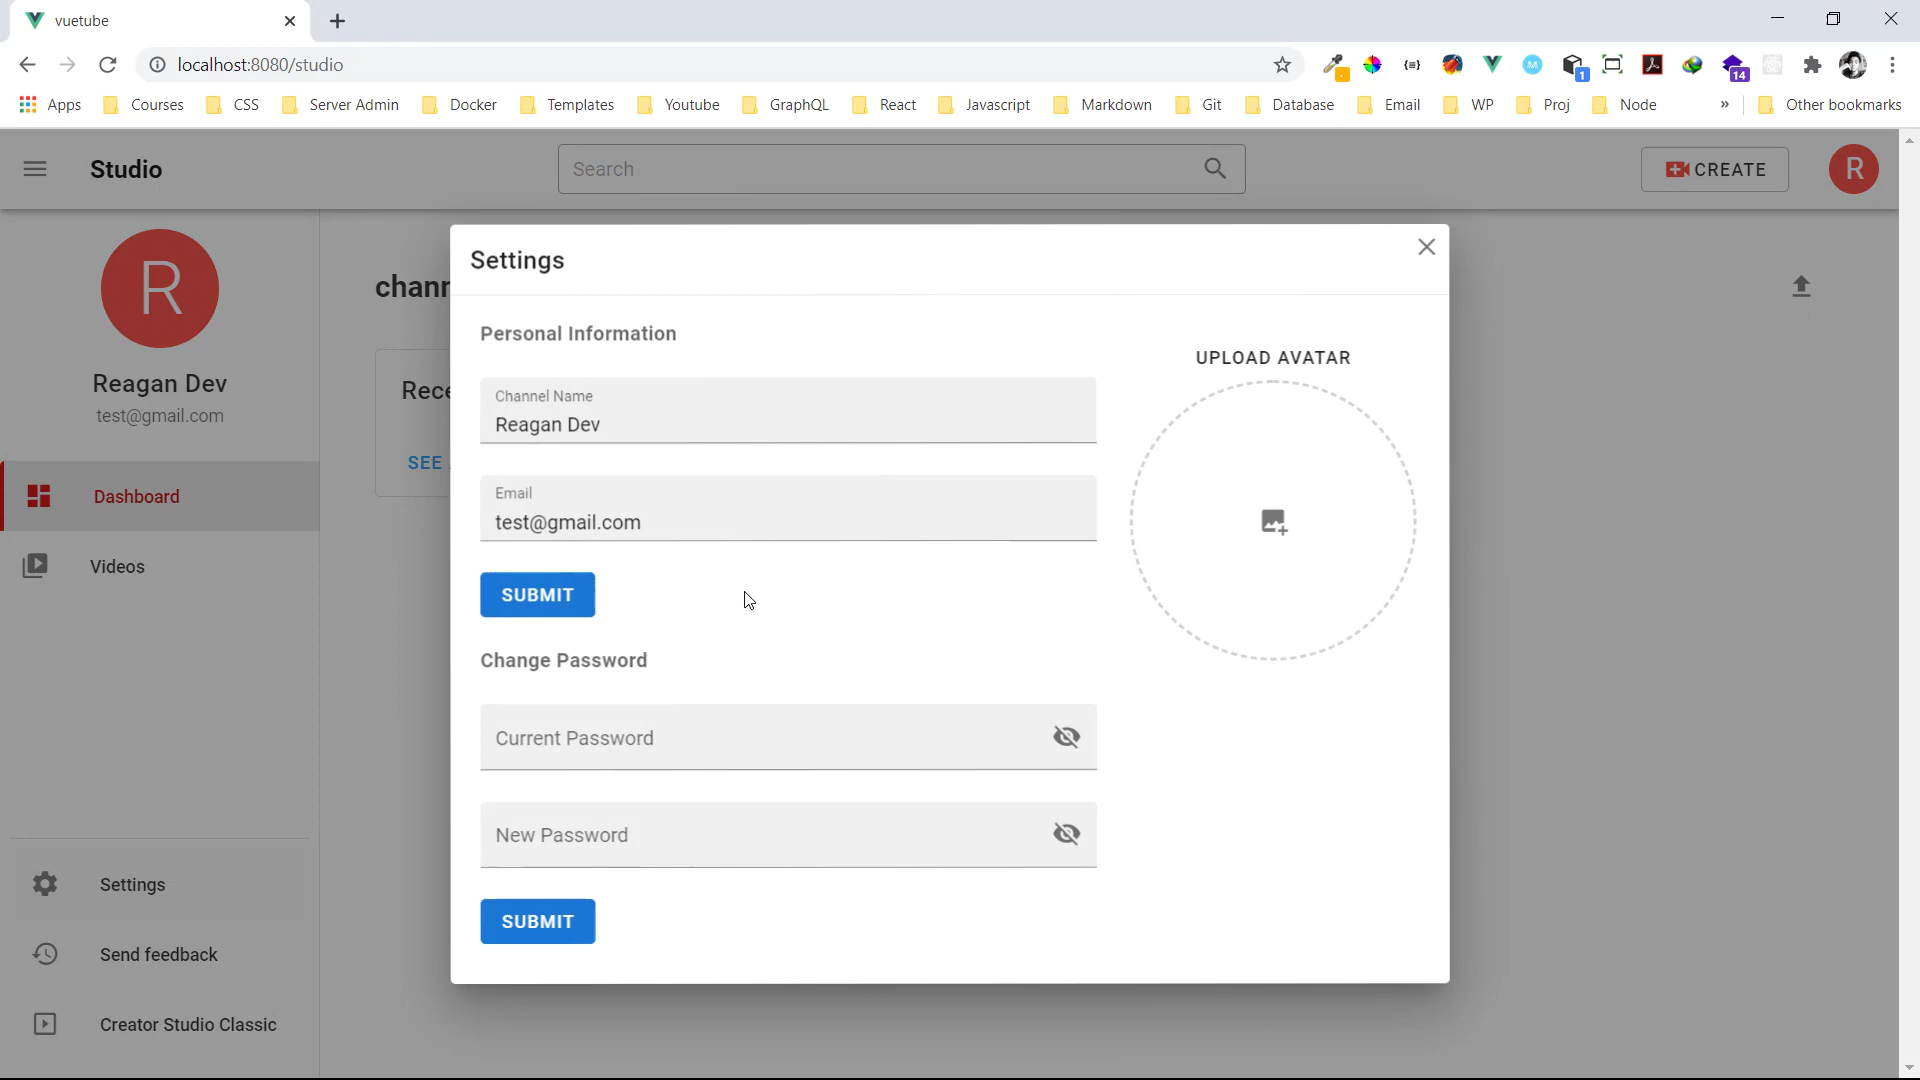 vuetube
localhost:8080/studio
Apps Courses CSS Server Admin Docker Templates Youtube GraphQL React Javascript Markdown Git Database Email WP Proj Node » Other bookmarks
1
14
Studio
Search
CREATE
R
R
Reagan Dev
test@gmail.com
Dashboard
Videos
Settings
Send feedback
Creator Studio Classic
chann
Rece
SEE
Settings
Personal Information
Channel Name
Reagan Dev
Email
test@gmail.com
SUBMIT
Change Password
Current Password
New Password
SUBMIT
UPLOAD AVATAR